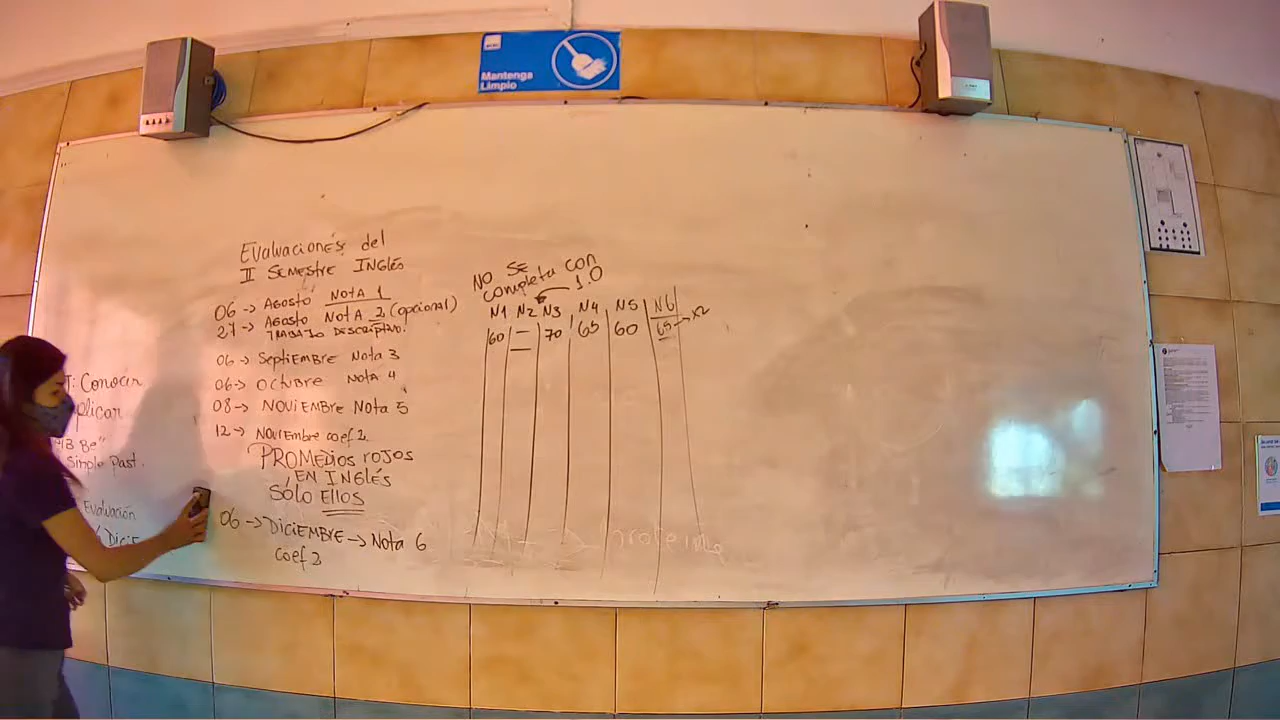 Mantenga
Limpio
Evaluaciones del
II SEMESTRE INGLÉS
06 → AGOSTO NOTA 1
27 → AGOSTO NOTA 2 (opcional)
TRABAJO DESCRIPTIVO.
06 → SEPTIEMBRE Nota 3
06 → OCTUBRE NOTA 4
08 → NOVIEMBRE Nota 5
12 → NOVIEMBRE coef 2
PROMEDIOS ROJOS
EN INGLÉS
SÓLO ELLOS
06 → DICIEMBRE → Nota 6
coef 2
NO SE
completa con
1.0
N1 N2 N3 N4 N5 N6
60 — 70 65 60 65 → x2
T: Conocer
plicar
Be"
Simple Past.
Evaluación